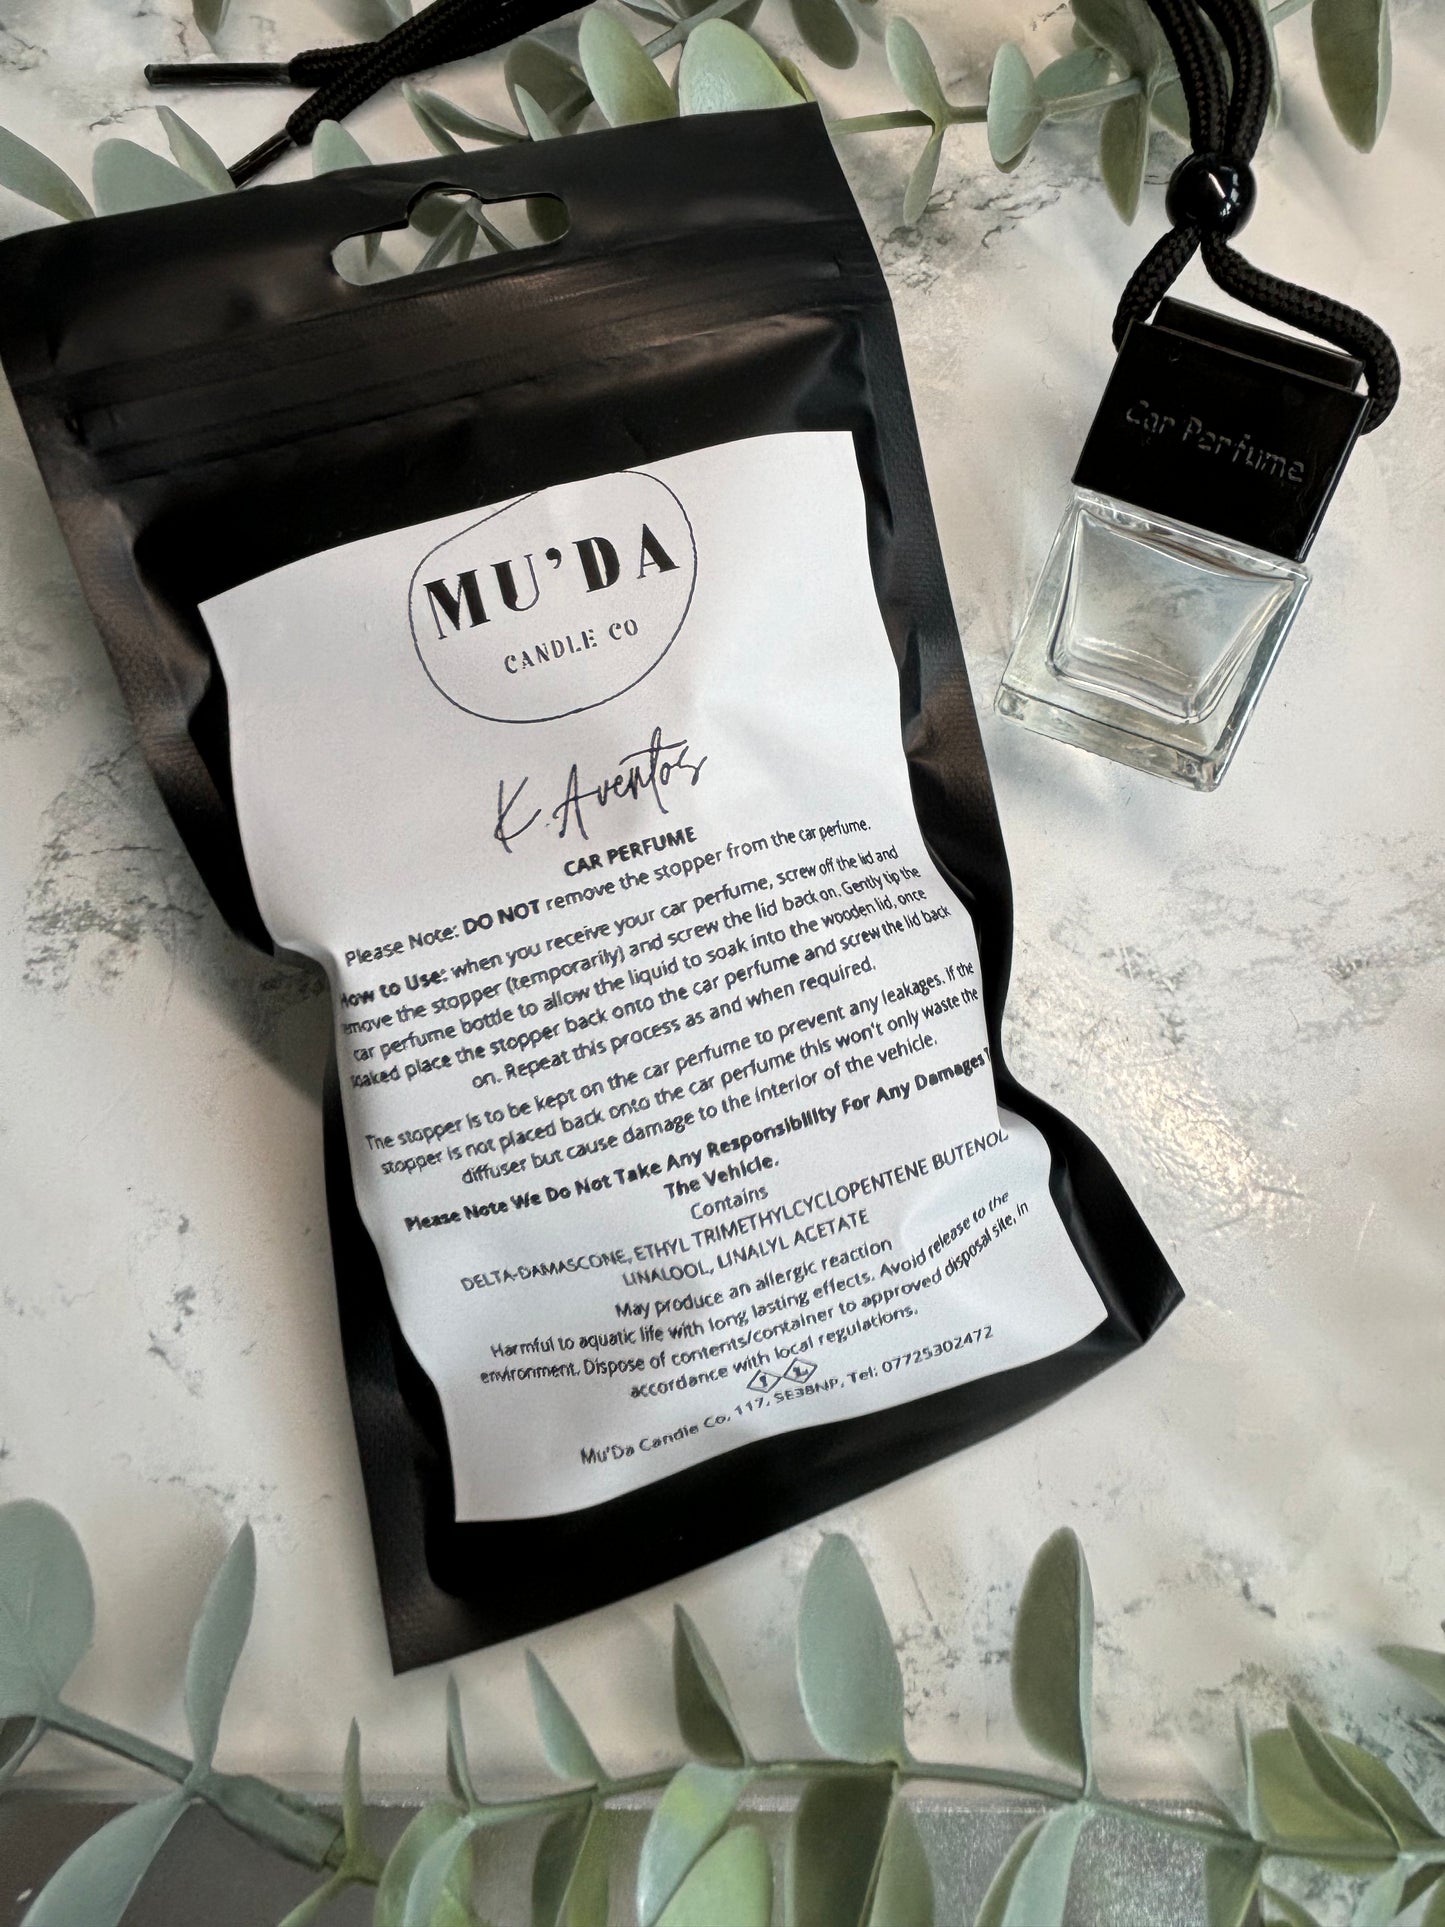 MU'DA
CANDLE CO
K. Aventos
CAR PERFUME
Please Note: DO NOT remove the stopper from the car perfume.
How to Use: when you receive your car perfume, screw off the lid and
remove the stopper (temporarily) and screw the lid back on. Gently tip the
car perfume bottle to allow the liquid to soak into the wooden lid, once
soaked place the stopper back onto the car perfume and screw the lid back
on. Repeat this process as and when required.
The stopper is to be kept on the car perfume to prevent any leakages. If the
stopper is not placed back onto the car perfume this won't only waste the
diffuser but cause damage to the interior of the vehicle.
Please Note We Do Not Take Any Responsibility For Any Damages
The Vehicle.
Contains
DELTA-DAMASCONE, ETHYL TRIMETHYLCYCLOPENTENE BUTENOL
LINALOOL, LINALYL ACETATE
May produce an allergic reaction
Harmful to aquatic life with long lasting effects. Avoid release to the
environment. Dispose of contents/container to approved disposal site, in
accordance with local regulations.
Mu'Da Candle Co, 117, SE38NP, Tel: 07725302472
Car Perfume